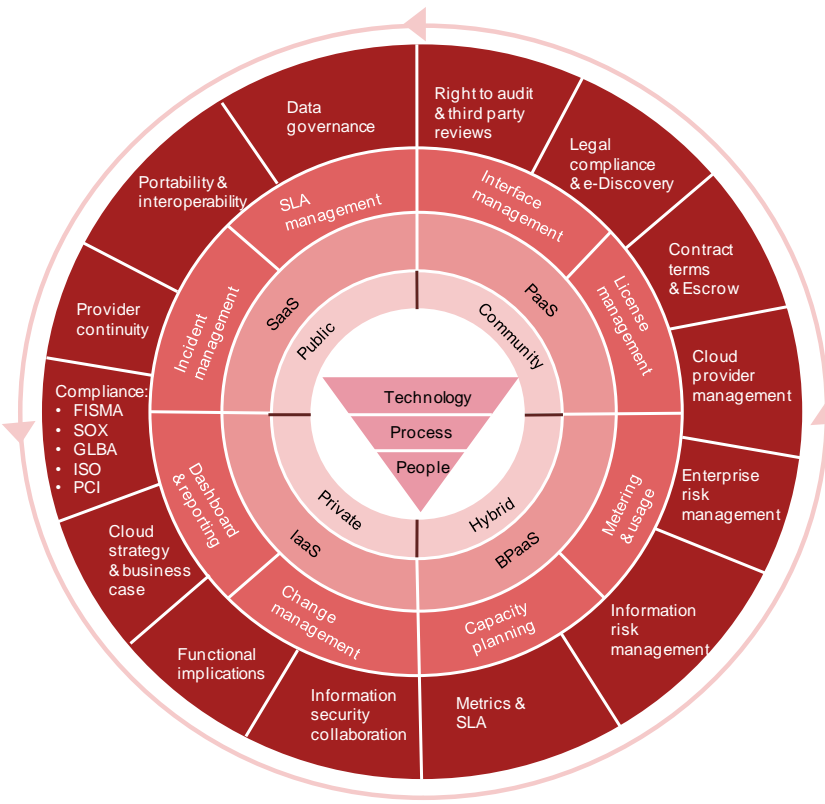 Right to audit
& third party
reviews
Legal
compliance
& e-Discovery
Contract
terms
& Escrow
Cloud
provider
management
Enterprise
risk
management
Information
risk
management
Metrics &
SLA
Information
security
collaboration
Functional
implications
Cloud
strategy
& business
case
Compliance:
• FISMA
• SOX
• GLBA
• ISO
• PCI
Provider
continuity
Portability &
interoperability
Data
governance
Interface
management
License
management
Metering
& usage
Capacity
planning
Change
management
Dashboard
& reporting
Incident
management
SLA
management
PaaS
BPaaS
IaaS
SaaS
Community
Hybrid
Private
Public
Technology
Process
People